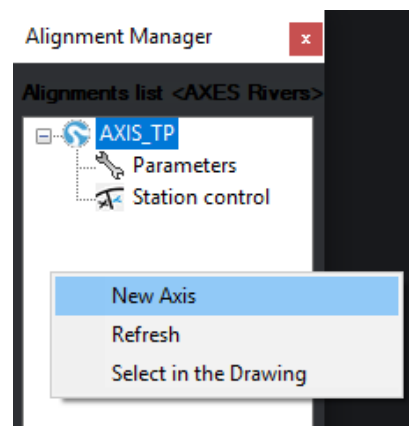 Alignment Manager
x
Alignments list <AXES Rivers>
AXIS_TP
Parameters
Station control
New Axis
Refresh
Select in the Drawing